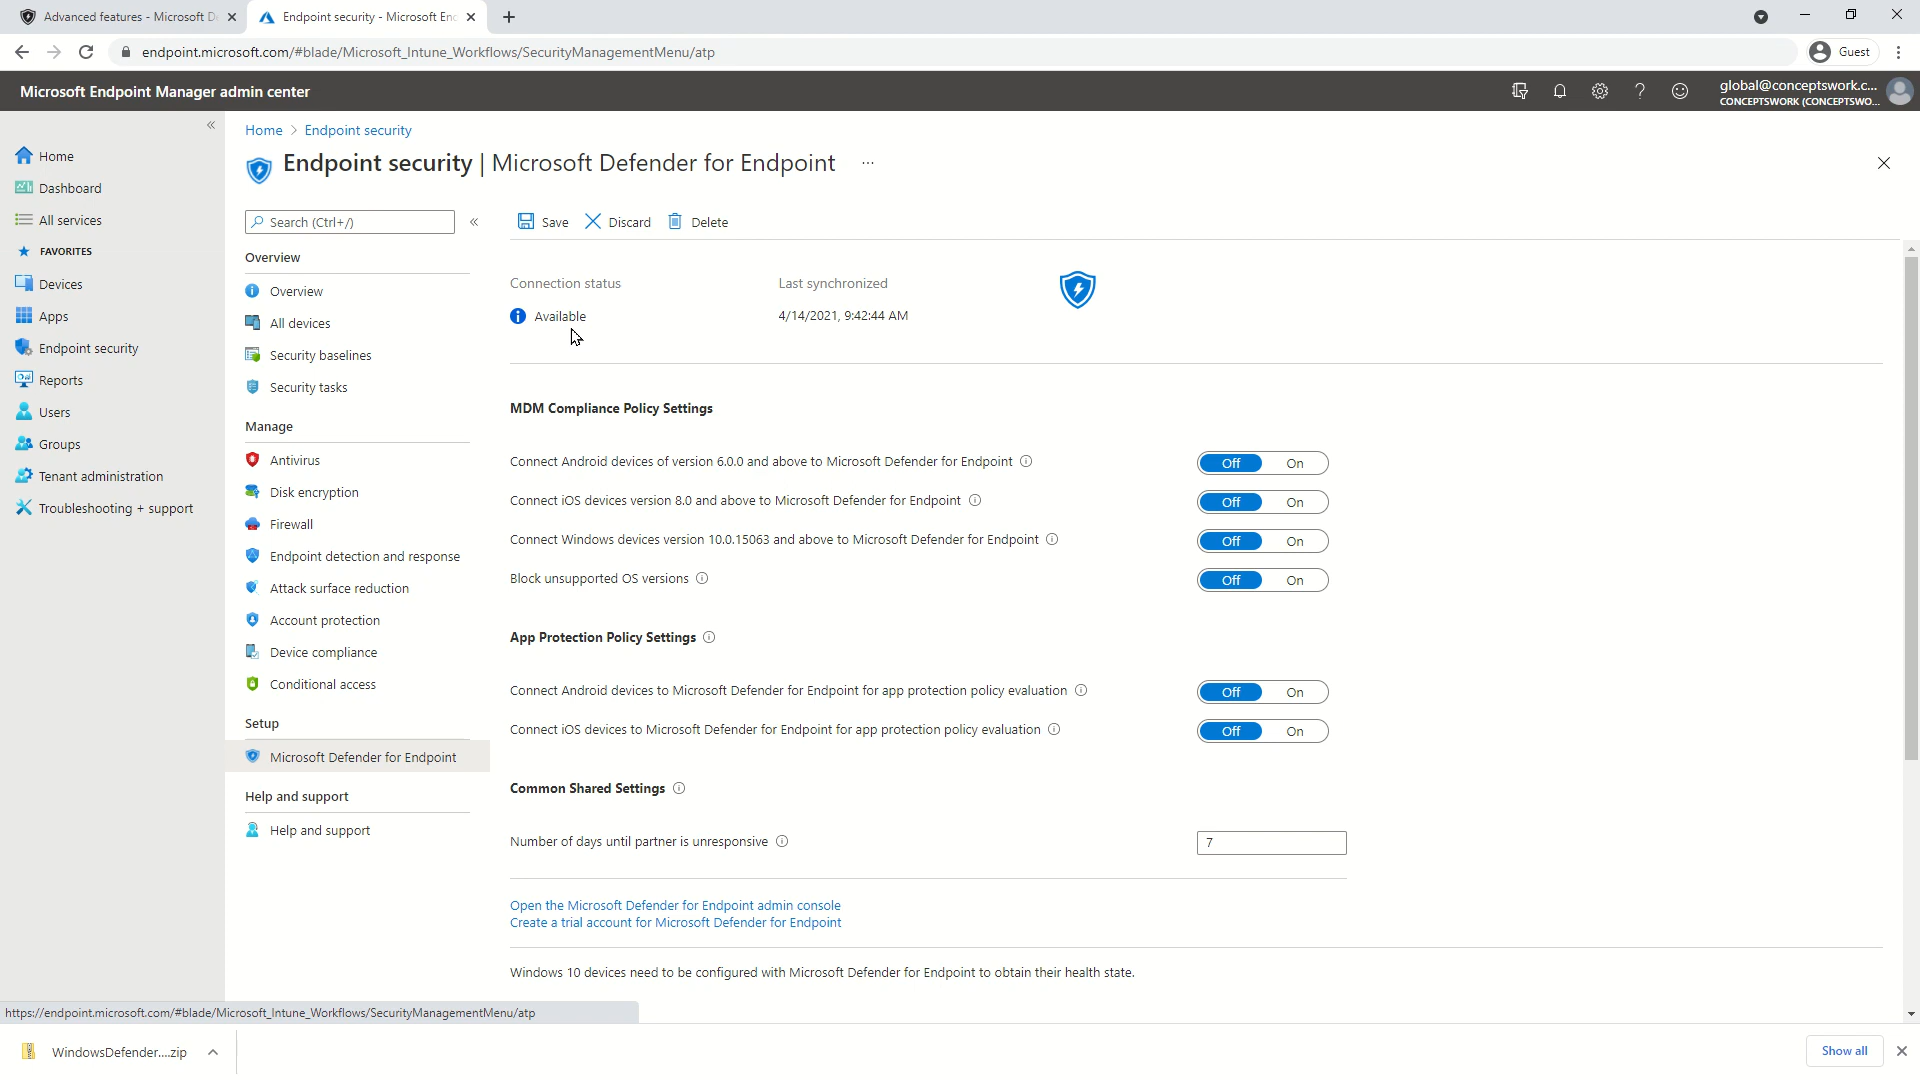 Advanced features - Microsoft D
Endpoint security - Microsoft End
endpoint.microsoft.com/#blade/Microsoft_Intune_Workflows/SecurityManagementMenu/atp
Guest
Microsoft Endpoint Manager admin center
global@conceptswork.c...
CONCEPTSWORK (CONCEPTSWO...
Home > Endpoint security
Endpoint security | Microsoft Defender for Endpoint ...
Home
Dashboard
All services
FAVORITES
Devices
Apps
Endpoint security
Reports
Users
Groups
Tenant administration
Troubleshooting + support
Search (Ctrl+/)
Overview
Overview
All devices
Security baselines
Security tasks
Manage
Antivirus
Disk encryption
Firewall
Endpoint detection and response
Attack surface reduction
Account protection
Device compliance
Conditional access
Setup
Microsoft Defender for Endpoint
Help and support
Help and support
Save Discard Delete
Connection status Last synchronized
Available 4/14/2021, 9:42:44 AM
MDM Compliance Policy Settings
Connect Android devices of version 6.0.0 and above to Microsoft Defender for Endpoint Off On
Connect iOS devices version 8.0 and above to Microsoft Defender for Endpoint Off On
Connect Windows devices version 10.0.15063 and above to Microsoft Defender for Endpoint Off On
Block unsupported OS versions Off On
App Protection Policy Settings
Connect Android devices to Microsoft Defender for Endpoint for app protection policy evaluation Off On
Connect iOS devices to Microsoft Defender for Endpoint for app protection policy evaluation Off On
Common Shared Settings
Number of days until partner is unresponsive 7
Open the Microsoft Defender for Endpoint admin console
Create a trial account for Microsoft Defender for Endpoint
Windows 10 devices need to be configured with Microsoft Defender for Endpoint to obtain their health state.
https://endpoint.microsoft.com/#blade/Microsoft_Intune_Workflows/SecurityManagementMenu/atp
WindowsDefender....zip
Show all